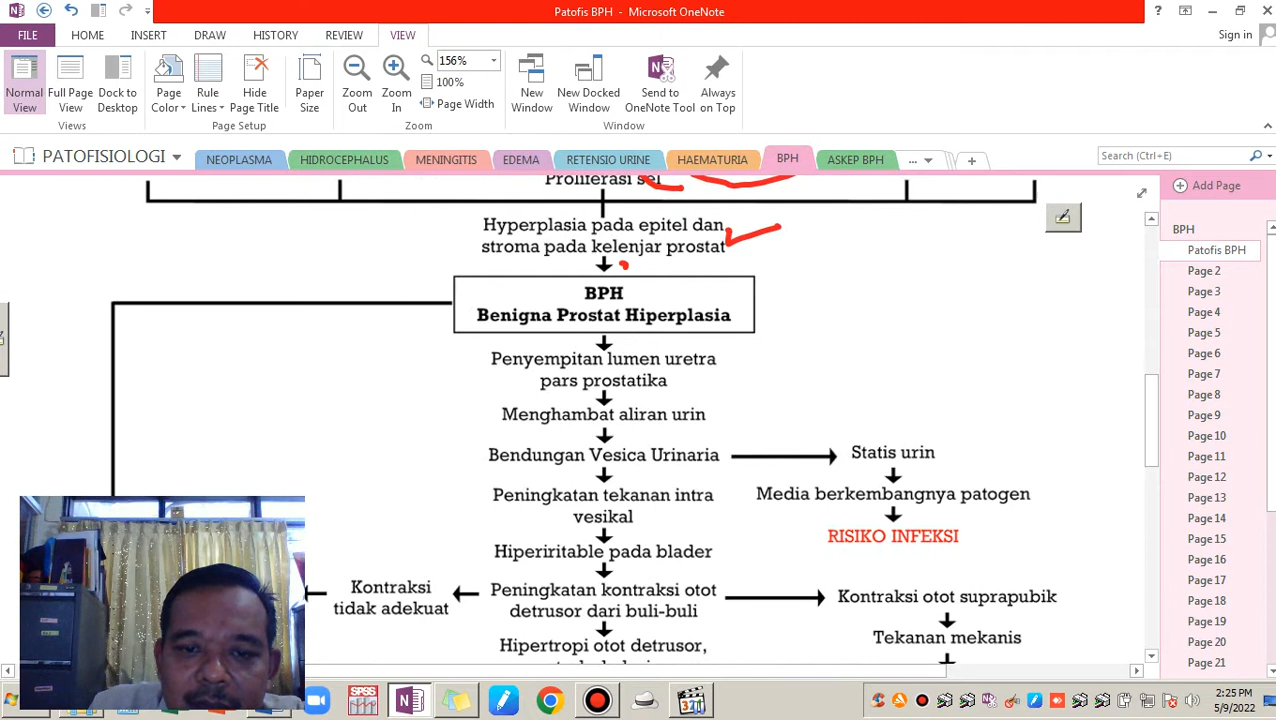 Patofis BPH - Microsoft OneNote
?
FILE
HOME
INSERT
DRAW
HISTORY
REVIEW
VIEW
Sign in
Normal View
Full Page View
Dock to Desktop
Page Color
Rule Lines
Hide Page Title
Paper Size
Zoom Out
Zoom In
156%
100%
Page Width
New Window
New Docked Window
Send to OneNote Tool
Always on Top
Views
Page Setup
Zoom
Window
PATOFISIOLOGI
NEOPLASMA
HIDROCEPHALUS
MENINGITIS
EDEMA
RETENSIO URINE
HAEMATURIA
BPH
ASKEP BPH
...
Search (Ctrl+E)
Proliferasi sel
Hyperplasia pada epitel dan
stroma pada kelenjar prostat
BPH
Benigna Prostat Hiperplasia
Penyempitan lumen uretra
pars prostatika
Menghambat aliran urin
Bendungan Vesica Urinaria
Statis urin
Peningkatan tekanan intra
vesikal
Media berkembangnya patogen
RISIKO INFEKSI
Hiperiritable pada blader
Kontraksi
tidak adekuat
Peningkatan kontraksi otot
detrusor dari buli-buli
Kontraksi otot suprapubik
Tekanan mekanis
Hipertropi otot detrusor,
Add Page
BPH
Patofis BPH
Page 2
Page 3
Page 4
Page 5
Page 6
Page 7
Page 8
Page 9
Page 10
Page 11
Page 12
Page 13
Page 14
Page 15
Page 16
Page 17
Page 18
Page 19
Page 20
Page 21
SPSS
321
2:25 PM
5/9/2022